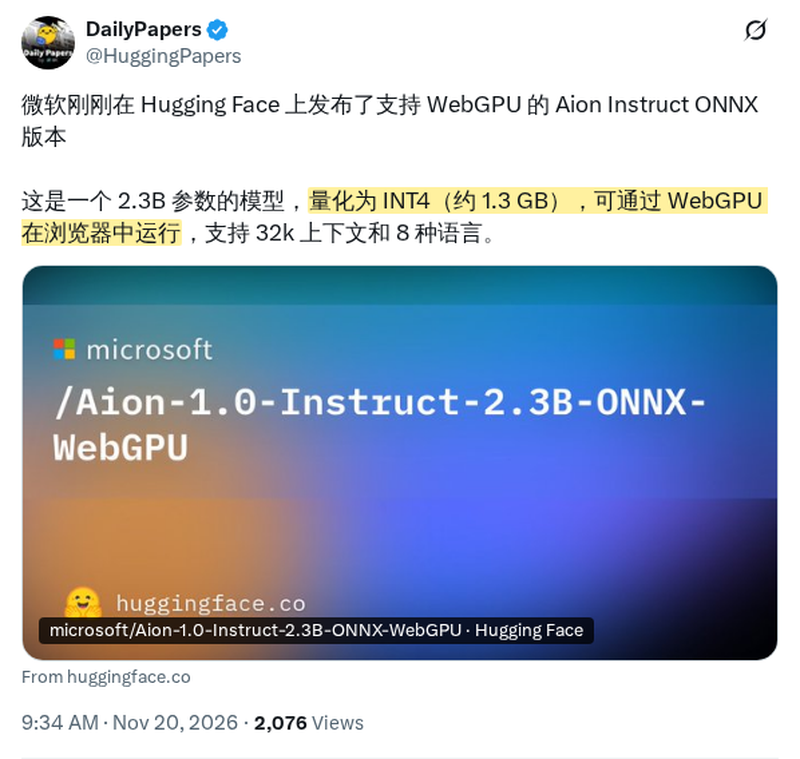 DailyPapers
@HuggingPapers
Daily Papers
微软刚刚在 Hugging Face 上发布了支持 WebGPU 的 Aion Instruct ONNX
版本
这是一个 2.3B 参数的模型，量化为 INT4（约 1.3 GB），可通过 WebGPU
在浏览器中运行，支持 32k 上下文和 8 种语言。
microsoft
/Aion-1.0-Instruct-2.3B-ONNX-
WebGPU
huggingface.co
microsoft/Aion-1.0-Instruct-2.3B-ONNX-WebGPU · Hugging Face
From huggingface.co
9:34 AM · Nov 20, 2026 · 2,076 Views